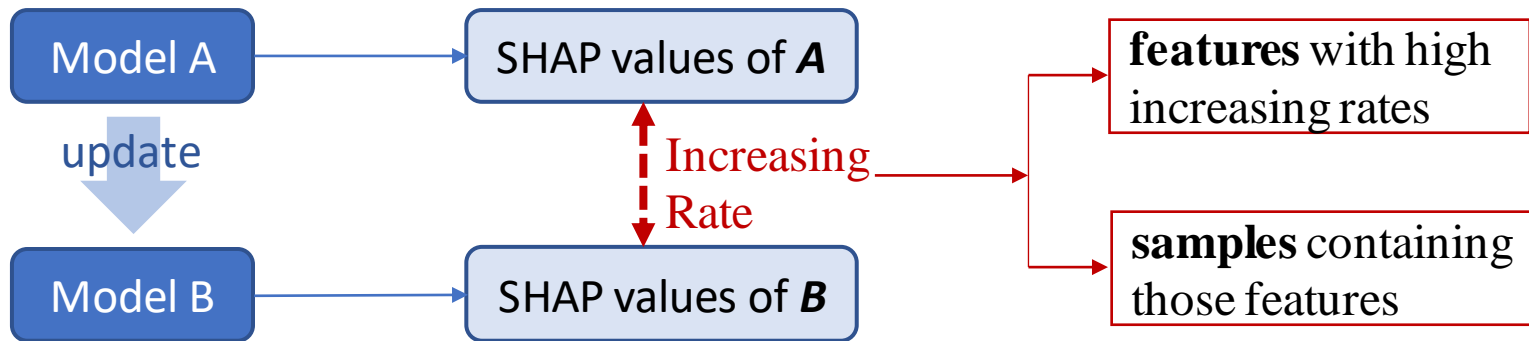 Model A
SHAP values of A
features with high
increasing rates
update
Increasing
Rate
Model B
SHAP values of B
samples containing
those features